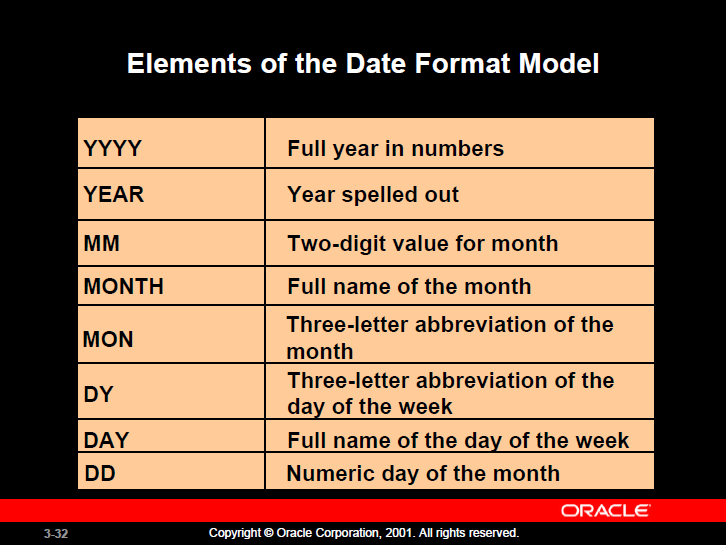 Elements of the Date Format Model
YYYY Full year in numbers
YEAR Year spelled out
MM Two-digit value for month
MONTH Full name of the month
MON Three-letter abbreviation of the
month
DY Three-letter abbreviation of the
day of the week
DAY Full name of the day of the week
DD Numeric day of the month
ORACLE
3-32 Copyright © Oracle Corporation, 2001. All rights reserved.